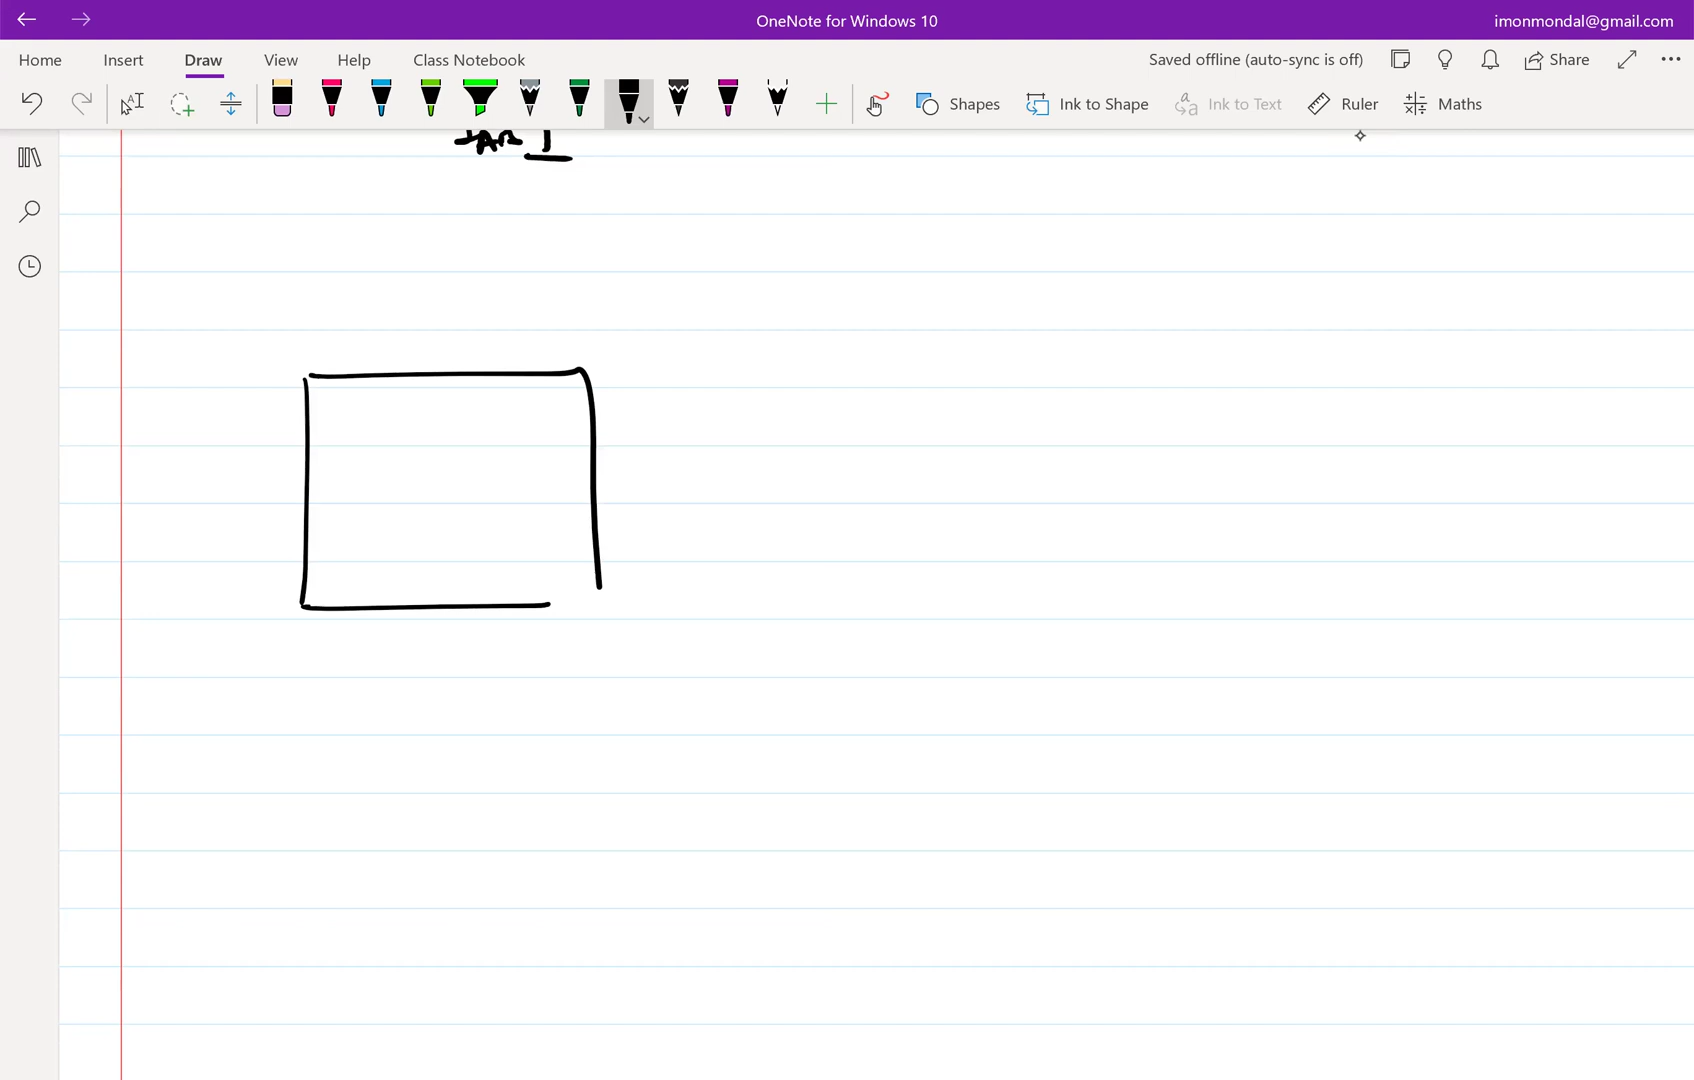 OneNote for Windows 10
imonmondal@gmail.com
Home Insert Draw View Help Class Notebook
Saved offline (auto-sync is off) Share
Shapes Ink to Shape Ink to Text Ruler Maths